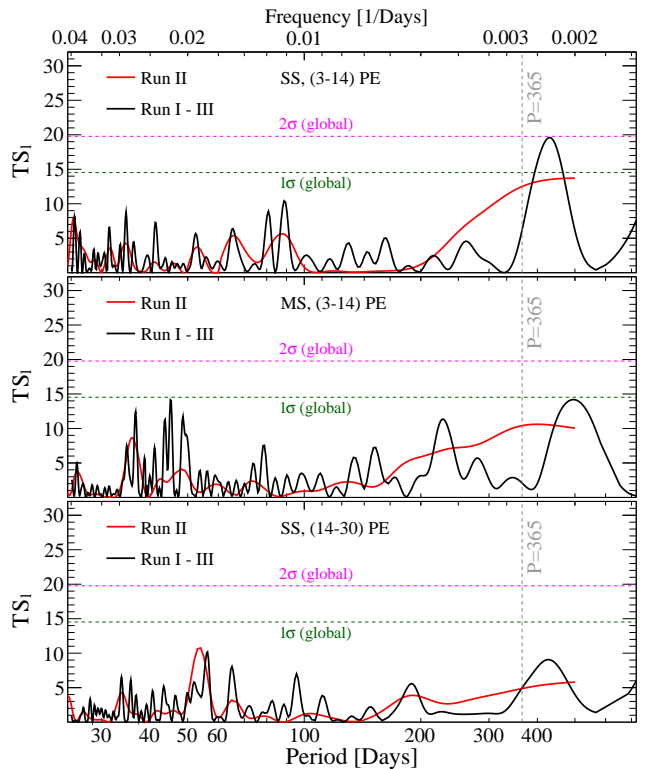 Frequency [1/Days]
0.04 0.03 0.02 0.01 0.003 0.002
TS₁
30
25
20
15
10
5
Run II
Run I - III
SS, (3-14) PE
2σ (global)
1σ (global)
P=365
TS₁
30
25
20
15
10
5
Run II
Run I - III
MS, (3-14) PE
2σ (global)
1σ (global)
P=365
TS₁
30
25
20
15
10
5
Run II
Run I - III
SS, (14-30) PE
2σ (global)
1σ (global)
P=365
30 40 50 60 100 200 300 400
Period [Days]